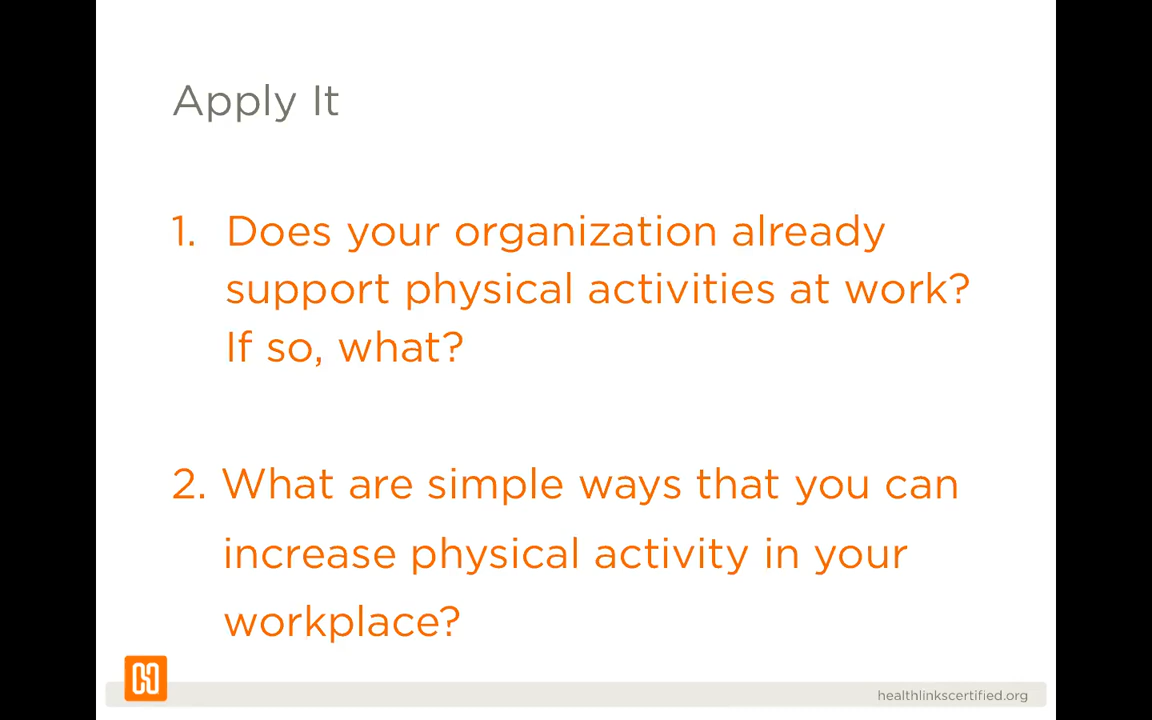 Apply It
1. Does your organization already
support physical activities at work?
If so, what?
2. What are simple ways that you can
increase physical activity in your
workplace?
healthlinkscertified.org